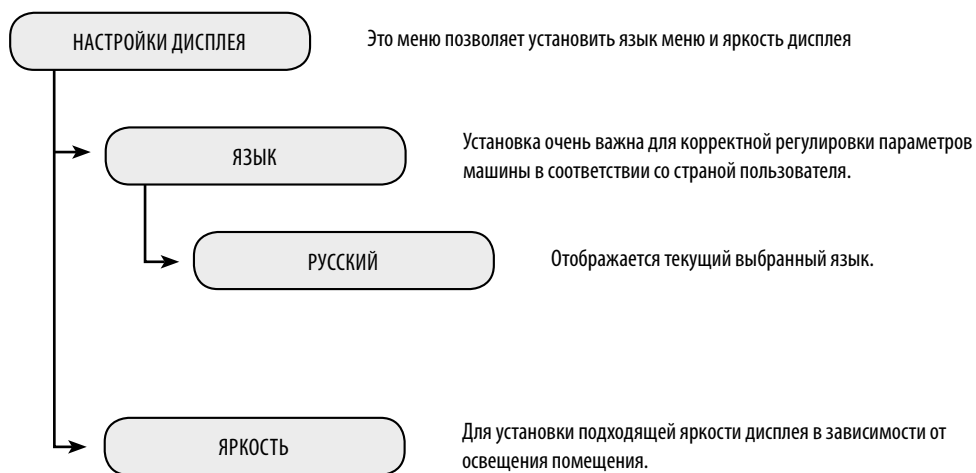 НАСТРОЙКИ ДИСПЛЕЯ
Это меню позволяет установить язык меню и яркость дисплея
ЯЗЫК
Установка очень важна для корректной регулировки параметров
машины в соответствии со страной пользователя.
РУССКИЙ
Отображается текущий выбранный язык.
ЯРКОСТЬ
Для установки подходящей яркости дисплея в зависимости от
освещения помещения.